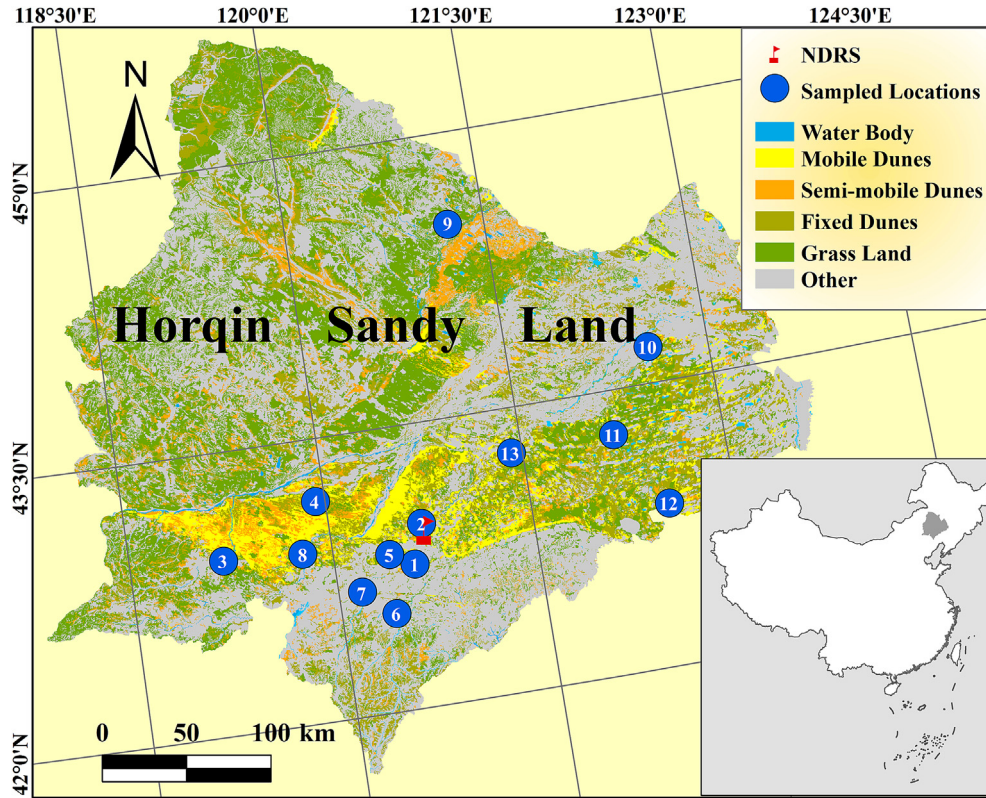 118°3'E 120°0'E 121°30'E 123°0'E 124°30'E
N
NDRS
Sampled Locations
Water Body
Mobile Dunes
Semi-mobile Dunes
Fixed Dunes
Grass Land
Other
45°0'N
9
Horqin Sandy Land
10
11
13
43°30'N
4
12
2
3
8
5
1
7
6
0 50 100 km
42°0'N